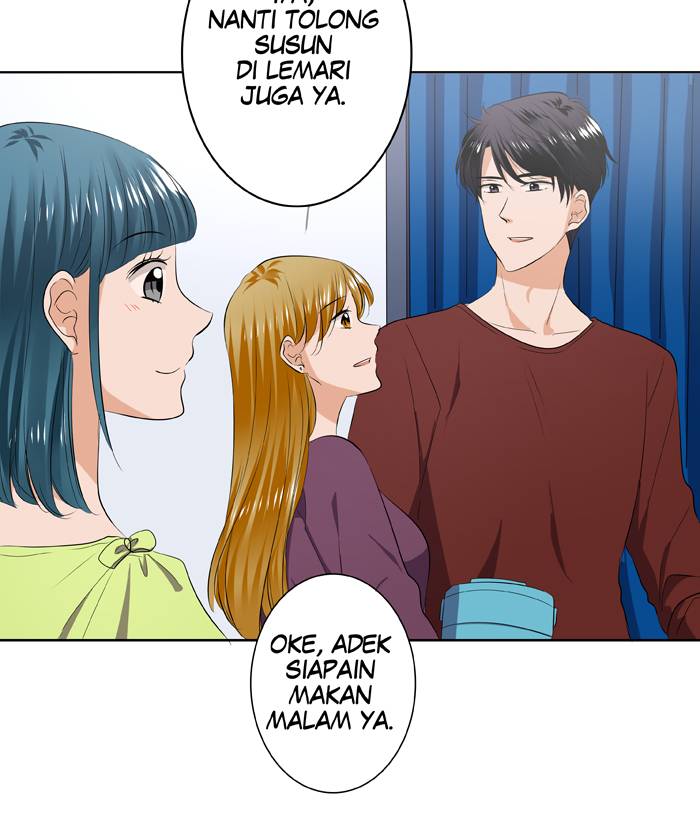 NANTI TOLONG
SUSUN
DI LEMARI
JUGA YA.
OKE, ADEK
SIAPAIN
MAKAN
MALAM YA.